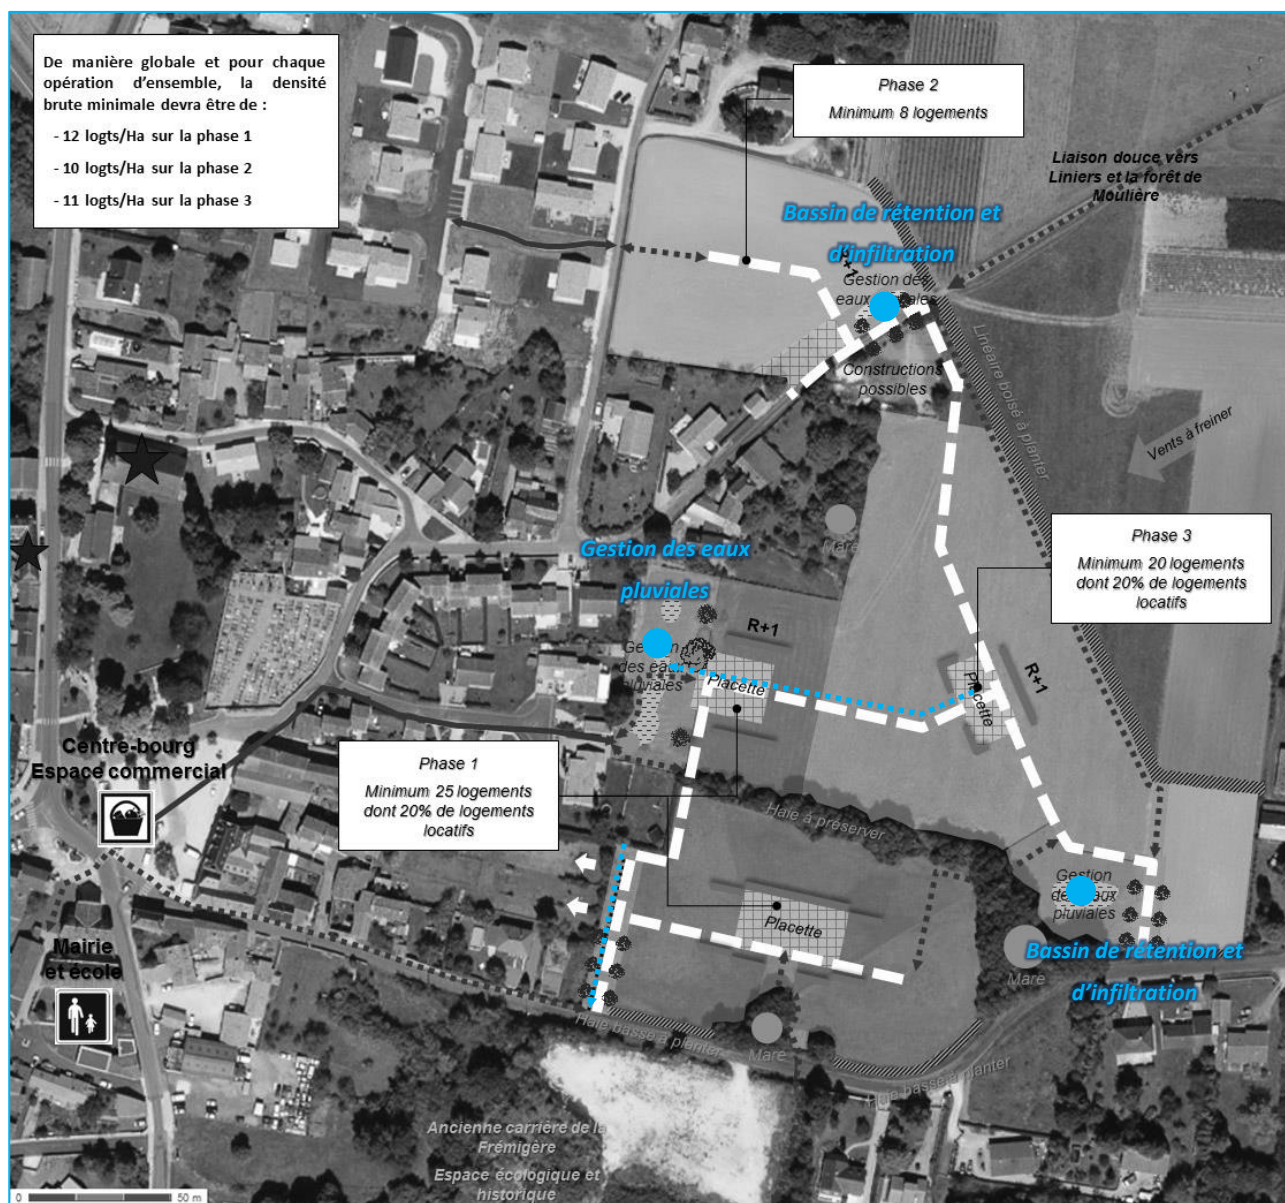 De manière globale et pour chaque
opération d'ensemble, la densité
brute minimale devra être de :
- 12 logts/Ha sur la phase 1
- 10 logts/Ha sur la phase 2
- 11 logts/Ha sur la phase 3
Phase 2
Minimum 8 logements
Liaison douce vers
Liniers et la forêt de
Moulière
Bassin de rétention et
d'infiltration
R+1
Gestion des
eaux pluviales
Constructions
possibles
Linéaire boisé à planter
Vents à freiner
Mare
Phase 3
Minimum 20 logements
dont 20% de logements
locatifs
Gestion des eaux
pluviales
R+1
Gestion
des eaux
pluviales
Placette
Placette
R+1
Centre-bourg
Espace commercial
Phase 1
Minimum 25 logements
dont 20% de logements
locatifs
Haie à préserver
Gestion
des eaux
pluviales
Placette
Mairie
et école
Mare
Bassin de rétention et
d'infiltration
Haie basse à planter
Mare
Haie basse à planter
Ancienne carrière de la
Frémigère
Espace écologique et
historique
0 50 m